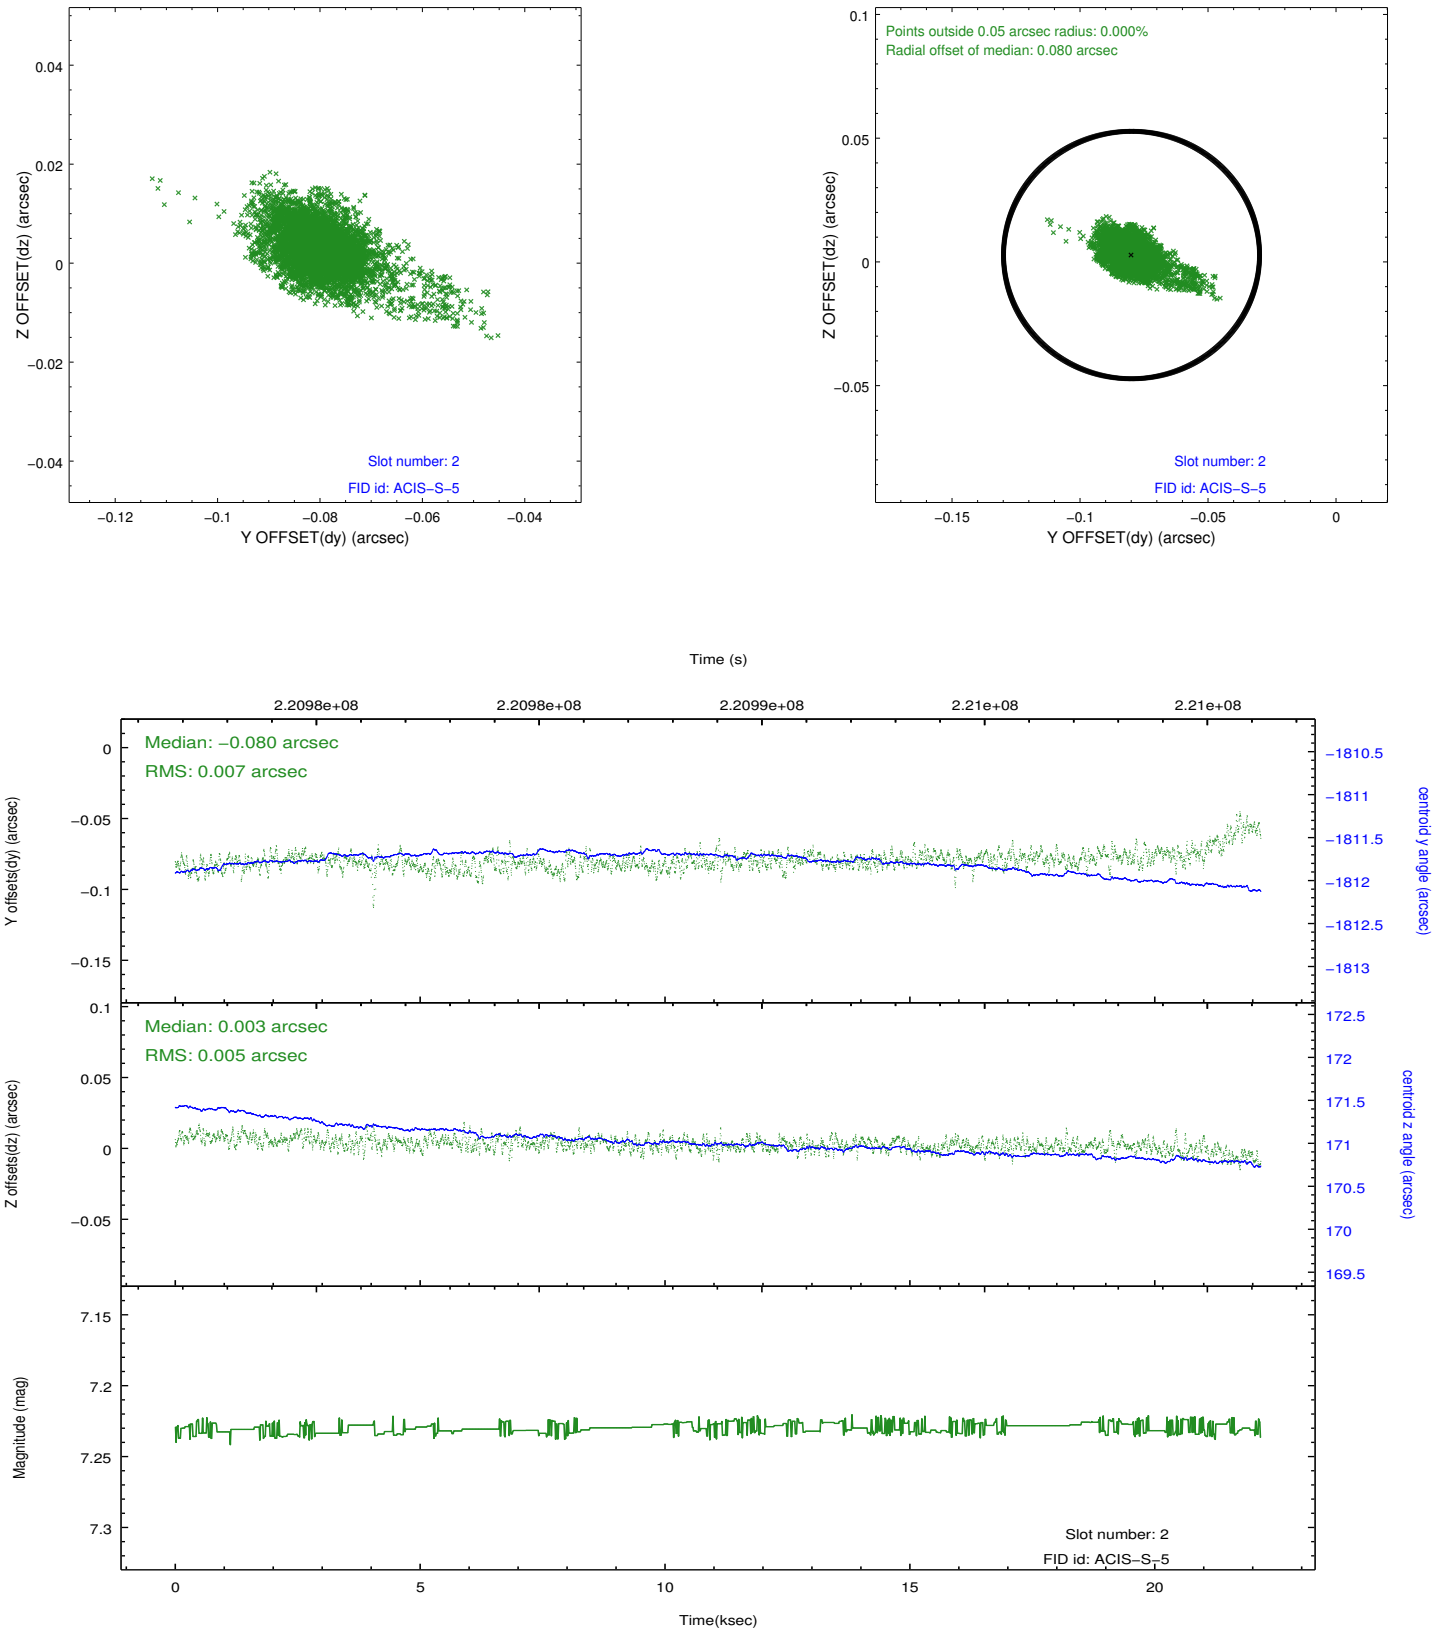 0.04
0.02
0
−0.02
−0.04
Z OFFSET(dz) (arcsec)
Slot number: 2
FID id: ACIS−S−5
−0.12
−0.1
−0.08
−0.06
−0.04
Y OFFSET(dy) (arcsec)
Points outside 0.05 arcsec radius: 0.000%
Radial offset of median: 0.080 arcsec
0.1
0.05
0
−0.05
Z OFFSET(dz) (arcsec)
Slot number: 2
FID id: ACIS−S−5
−0.15
−0.1
−0.05
0
Y OFFSET(dy) (arcsec)
Time (s)
2.2098e+08
2.2098e+08
2.2099e+08
2.21e+08
2.21e+08
Median: −0.080 arcsec
RMS: 0.007 arcsec
0
−0.05
−0.1
−0.15
Y offsets(dy) (arcsec)
−1810.5
−1811
−1811.5
−1812
−1812.5
−1813
centroid y angle (arcsec)
Median: 0.003 arcsec
RMS: 0.005 arcsec
0.1
0.05
0
−0.05
Z offsets(dz) (arcsec)
172.5
172
171.5
171
170.5
170
169.5
centroid z angle (arcsec)
7.15
7.2
7.25
7.3
Magnitude (mag)
Slot number: 2
FID id: ACIS−S−5
0
5
10
15
20
Time(ksec)